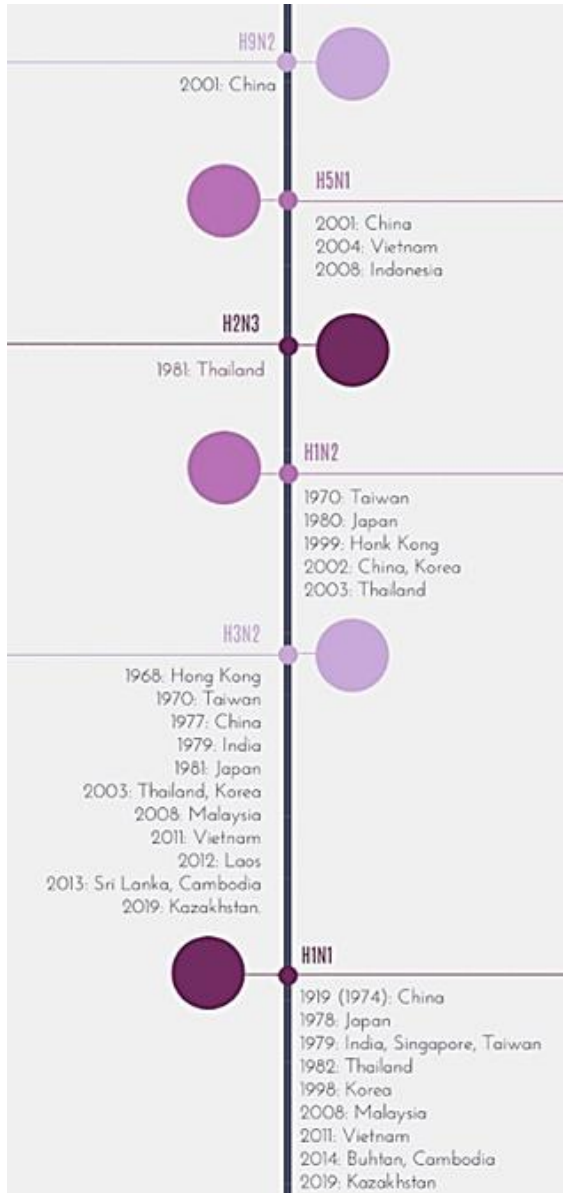 H9N2
2001: China
H5N1
2001: China
2004: Vietnam
2008: Indonesia
H2N3
1981: Thailand
H1N2
1970: Taiwan
1980: Japan
1999: Honk Kong
2002: China, Korea
2003: Thailand
H3N2
1968: Hong Kong
1970: Taiwan
1977: China
1979: India
1981: Japan
2003: Thailand, Korea
2008: Malaysia
2011: Vietnam
2012: Laos
2013: Sri Lanka, Cambodia
2019: Kazakhstan.
H1N1
1919 (1974): China
1978: Japan
1979: India, Singapore, Taiwan
1982: Thailand
1998: Korea
2008: Malaysia
2011: Vietnam
2014: Buhtan, Cambodia
2019: Kazakhstan